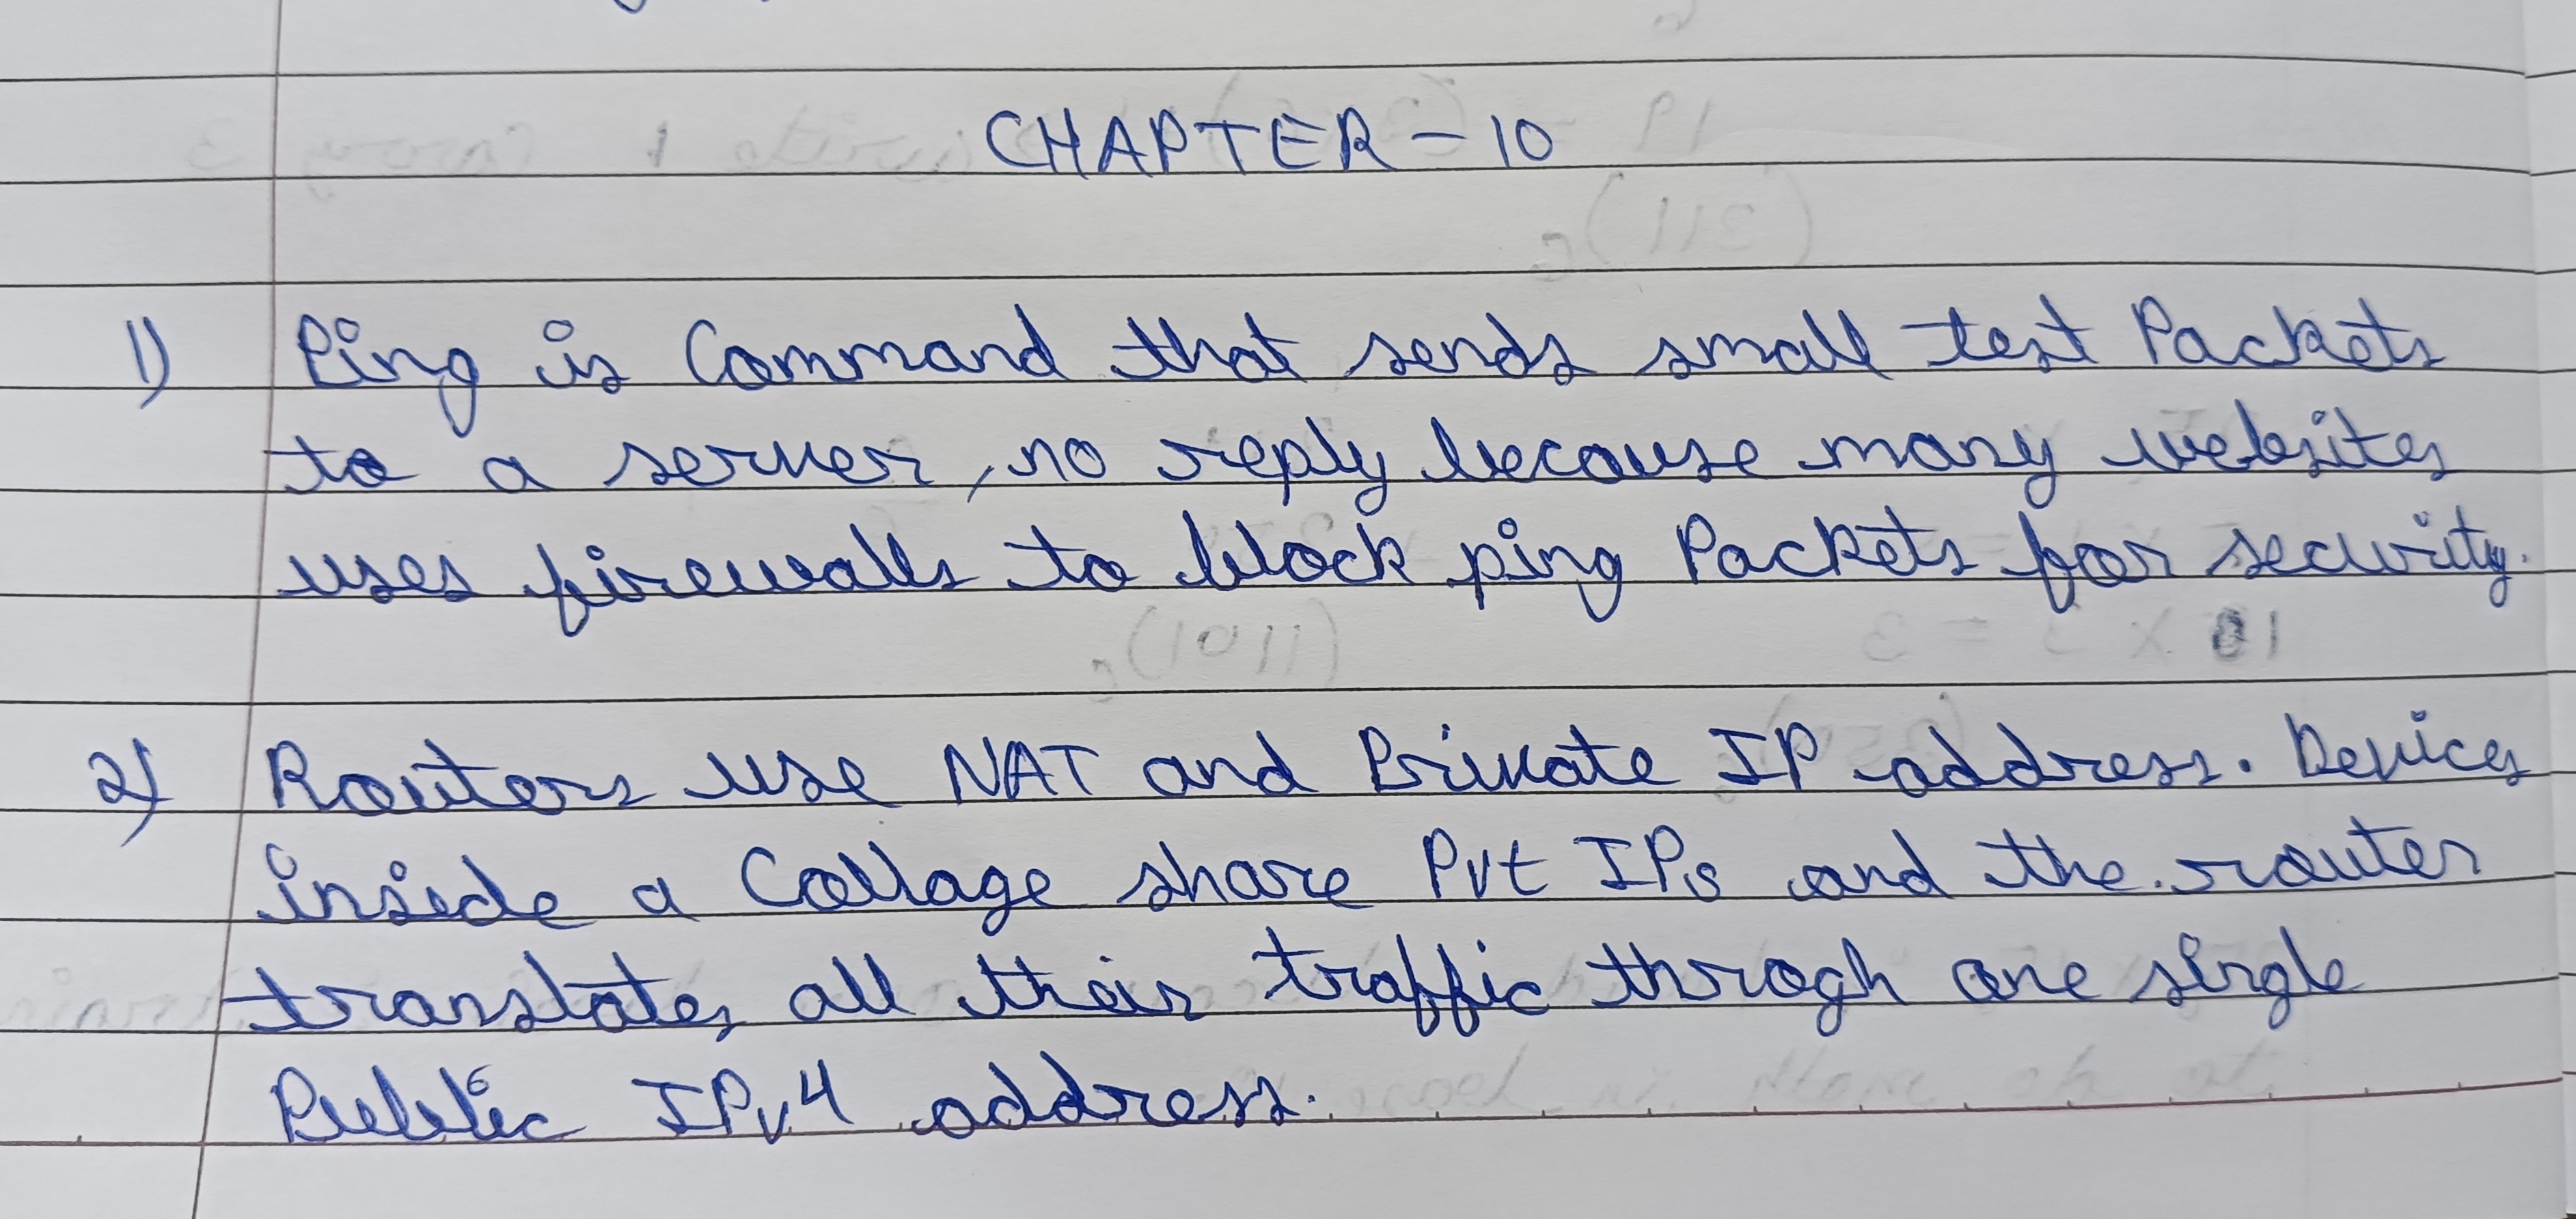 CHAPTER - 10
1) Ping is Command that sends small test Packets
to a server, no reply because many websites
uses firewalls to block ping Packets for security.
2) Routers use NAT and Private IP address. Devices
inside a Collage share Pvt IPs and the router
translates all their traffic throgh one single
Public IPv4 address.